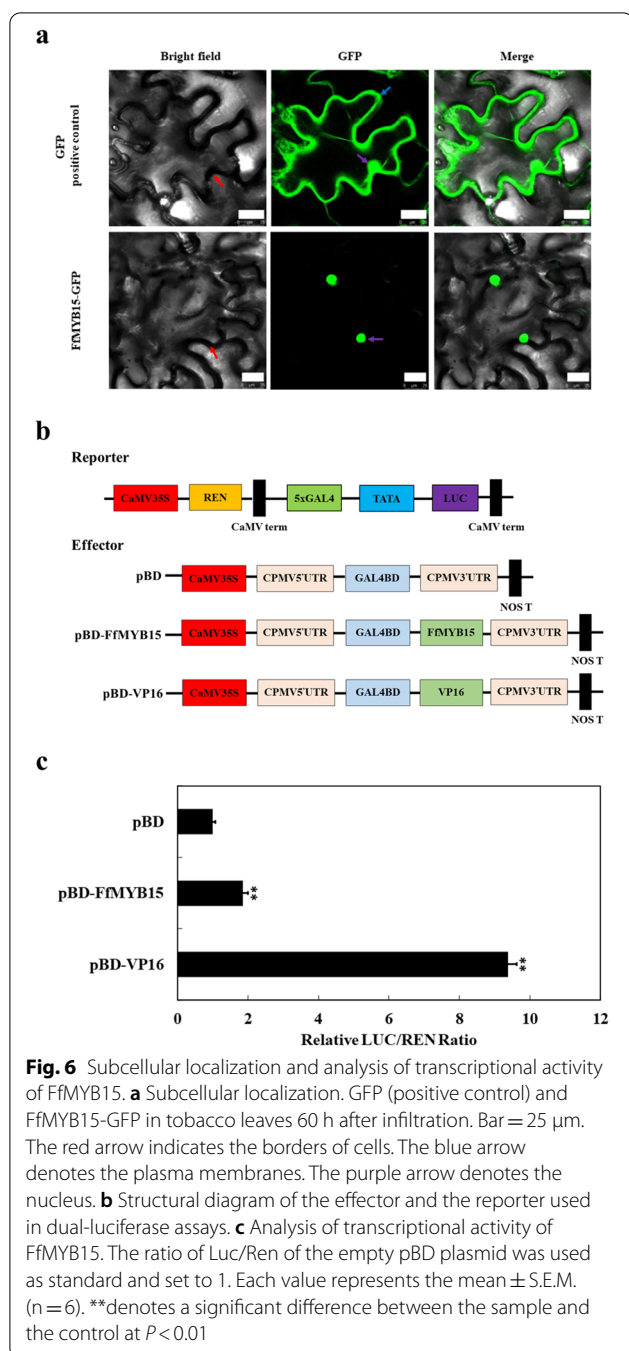 a
Bright field GFP Merge
GFP
positive control
FfMYB15-GFP
b
Reporter
CaMV35S REN 5xGAL4 TATA LUC
CaMV term CaMV term
Effector
pBD CaMV35S CPMV5'UTR GAL4BD CPMV3'UTR
NOS T
pBD-FfMYB15 CaMV35S CPMV5'UTR GAL4BD FfMYB15 CPMV3'UTR
NOS T
pBD-VP16 CaMV35S CPMV5'UTR GAL4BD VP16 CPMV3'UTR
NOS T
c
pBD
pBD-FfMYB15 **
pBD-VP16 **
0 2 4 6 8 10 12
Relative LUC/REN Ratio
Fig. 6 Subcellular localization and analysis of transcriptional activity
of FfMYB15. a Subcellular localization. GFP (positive control) and
FfMYB15-GFP in tobacco leaves 60 h after infiltration. Bar = 25 μm.
The red arrow indicates the borders of cells. The blue arrow
denotes the plasma membranes. The purple arrow denotes the
nucleus. b Structural diagram of the effector and the reporter used
in dual-luciferase assays. c Analysis of transcriptional activity of
FfMYB15. The ratio of Luc/Ren of the empty pBD plasmid was used
as standard and set to 1. Each value represents the mean ± S.E.M.
(n = 6). **denotes a significant difference between the sample and
the control at P < 0.01